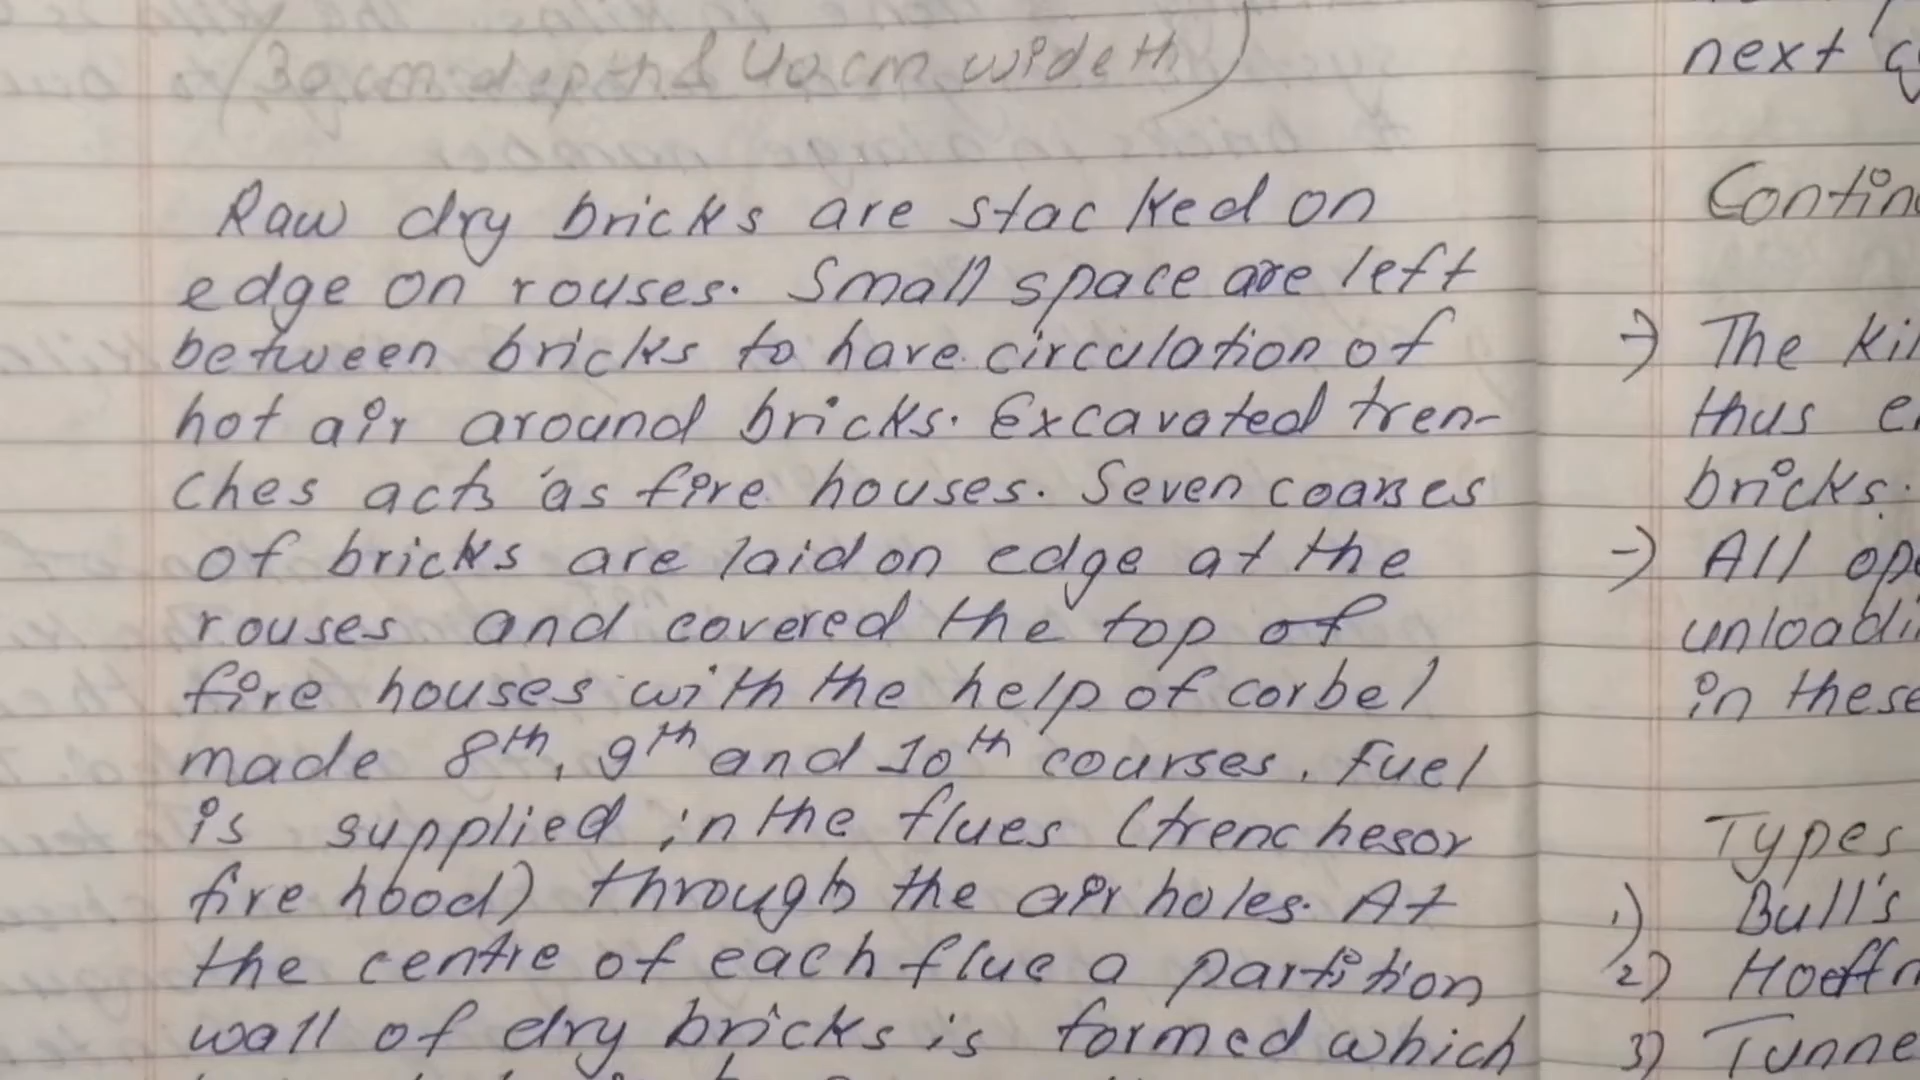 (39 cm depth & 40 cm wideth)
Raw dry bricks are stacked on
edge on rouses. Small space are left
between bricks to have circulation of
hot air around bricks. Excavated tren-
ches acts as fire houses. Seven coarses
of bricks are laid on edge at the
rouses and covered the top of
fire houses with the help of corbel
made 8th, 9th and 10th courses. Fuel
is supplied in the flues (trenches or
fire hood) through the air holes. At
the centre of each flue a partition
wall of dry bricks is formed which
next
Contin
→ The kil
thus e
bricks.
→ All ope
unloadi
in these
Types
1) Bull's
2) Hoffn
3) Tunne